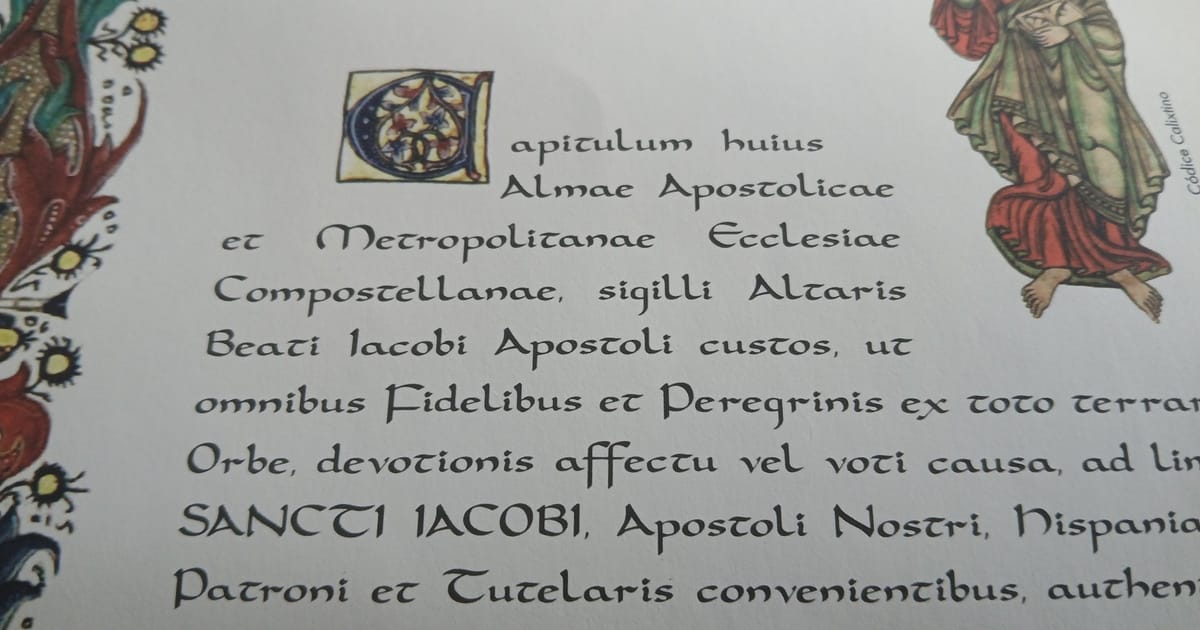 Capitulum huius
Almae Apostolicae
et Metropolitanae Ecclesiae
Compostellanae, sigilli Altaris
Beati Iacobi Apostoli custos, ut
omnibus Fidelibus et Peregrinis ex toto terrar
Orbe, devotionis affectu vel voti causa, ad lin
SANCTI IACOBI, Apostoli Nostri, Hispania
Patroni et Tutelaris convenientibus, authen
Códice Calixtino